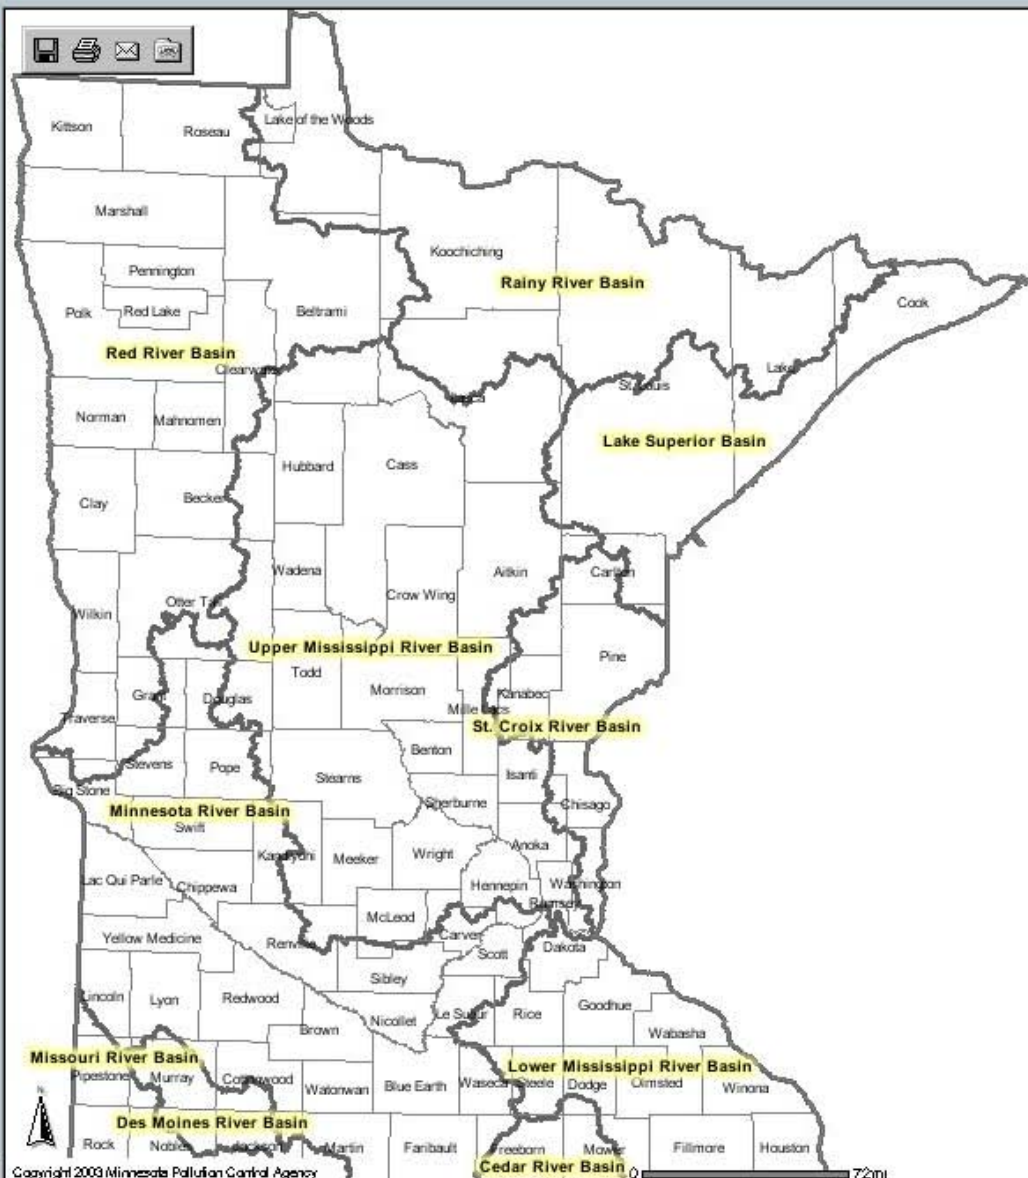 Kittson
Roseau
Lake of the Woods
Marshall
Koochiching
Pennington
Rainy River Basin
Cook
Polk
Red Lake
Beltrami
Red River Basin
Clearwater
Lake
St. Louis
Itasca
Norman
Mahnomen
Lake Superior Basin
Hubbard
Cass
Clay
Becker
Wadena
Aitkin
Carlton
Crow Wing
Otter Tail
Wilkin
Upper Mississippi River Basin
Pine
Todd
Morrison
Kanabec
Grant
Douglas
Mille Lacs
Traverse
St. Croix River Basin
Benton
Stevens
Pope
Stearns
Isanti
Big Stone
Sherburne
Chisago
Minnesota River Basin
Swift
Anoka
Kandiyohi
Meeker
Wright
Lac Qui Parle
Chippewa
Hennepin
Washington
Ramsey
McLeod
Yellow Medicine
Renville
Carver
Scott
Dakota
Sibley
Lincoln
Lyon
Redwood
Le Sueur
Rice
Goodhue
Brown
Nicollet
Wabasha
Missouri River Basin
Lower Mississippi River Basin
Pipestone
Murray
Cottonwood
Watonwan
Blue Earth
Waseca
Steele
Dodge
Olmsted
Winona
N
Des Moines River Basin
Rock
Nobles
Jackson
Martin
Faribault
Freeborn
Mower
Fillmore
Houston
Cedar River Basin
0 72mi
Copyright 2003 Minnesota Pollution Control Agency